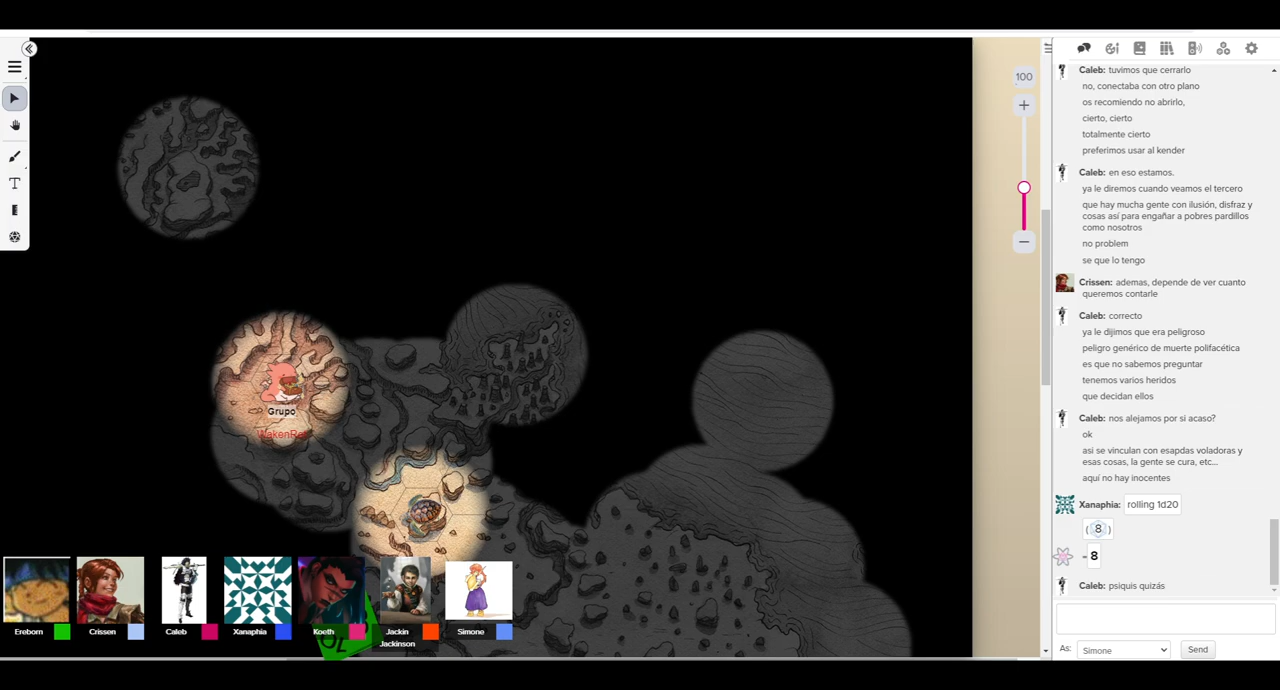 100
Grupo
Ereborn
Crissen
Caleb
Xanaphia
Koeth
Jackin
Jackinson
Simone
Caleb: tuvimos que cerrarlo
no, conectaba con otro plano
os recomiendo no abrirlo,
cierto, cierto
totalmente cierto
preferimos usar al kender
Caleb: en eso estamos.
ya le diremos cuando veamos el tercero
que hay mucha gente con ilusión, disfraz y
cosas así para engañar a pobres pardillos
como nosotros
no problem
se que lo tengo
Crissen: ademas, depende de ver cuanto
queremos contarle
Caleb: correcto
ya le dijimos que era peligroso
peligro genérico de muerte polifacética
es que no sabemos preguntar
tenemos varios heridos
que decidan ellos
Caleb: nos alejamos por si acaso?
ok
asi se vinculan con esapdas voladoras y
esas cosas, la gente se cura, etc...
aquí no hay inocentes
Xanaphia: rolling 1d20
(8)
=8
Caleb: psiquis quizás
As: Simone
Send